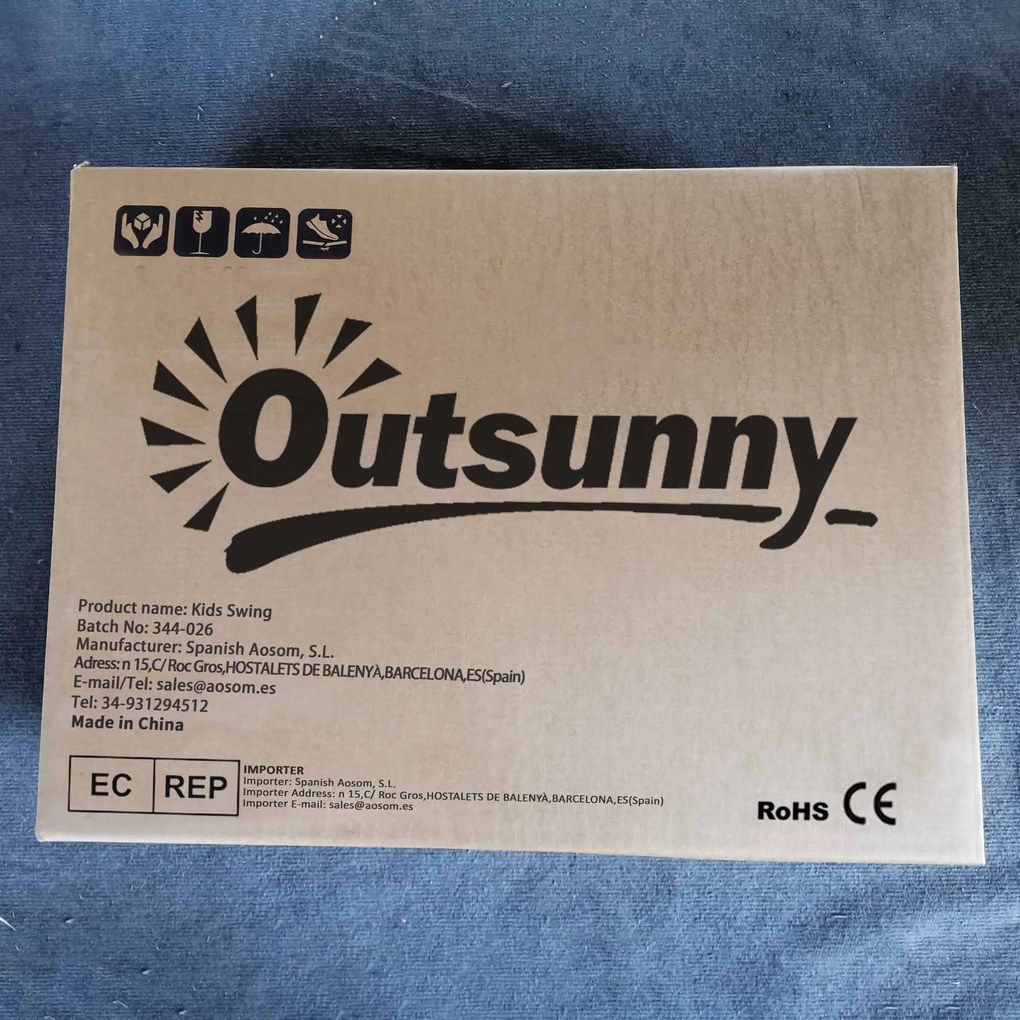 Outsunny
Product name: Kids Swing
Batch No: 344-026
Manufacturer: Spanish Aosom, S.L.
Adress: n 15,C/ Roc Gros,HOSTALETS DE BALENYÀ,BARCELONA,ES(Spain)
E-mail/Tel: sales@aosom.es
Tel: 34-931294512
Made in China
EC REP
IMPORTER
Importer: Spanish Aosom, S.L.
Importer Address: n 15,C/ Roc Gros,HOSTALETS DE BALENYÀ,BARCELONA,ES(Spain)
Importer E-mail: sales@aosom.es
RoHS CE